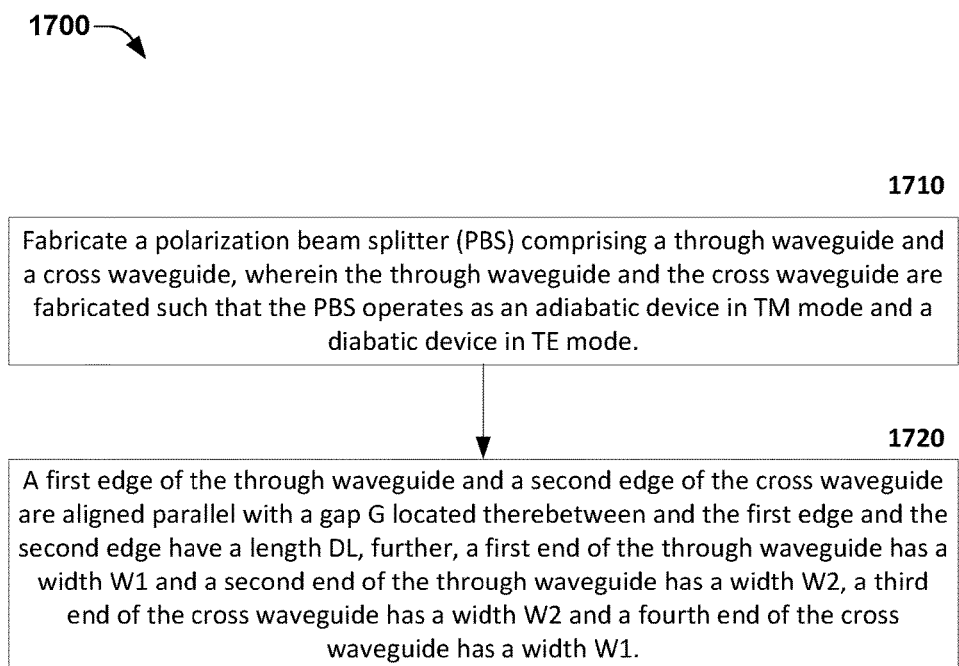 1700
1710
Fabricate a polarization beam splitter (PBS) comprising a through waveguide and
a cross waveguide, wherein the through waveguide and the cross waveguide are
fabricated such that the PBS operates as an adiabatic device in TM mode and a
diabatic device in TE mode.
1720
A first edge of the through waveguide and a second edge of the cross waveguide
are aligned parallel with a gap G located therebetween and the first edge and the
second edge have a length DL, further, a first end of the through waveguide has a
width W1 and a second end of the through waveguide has a width W2, a third
end of the cross waveguide has a width W2 and a fourth end of the cross
waveguide has a width W1.